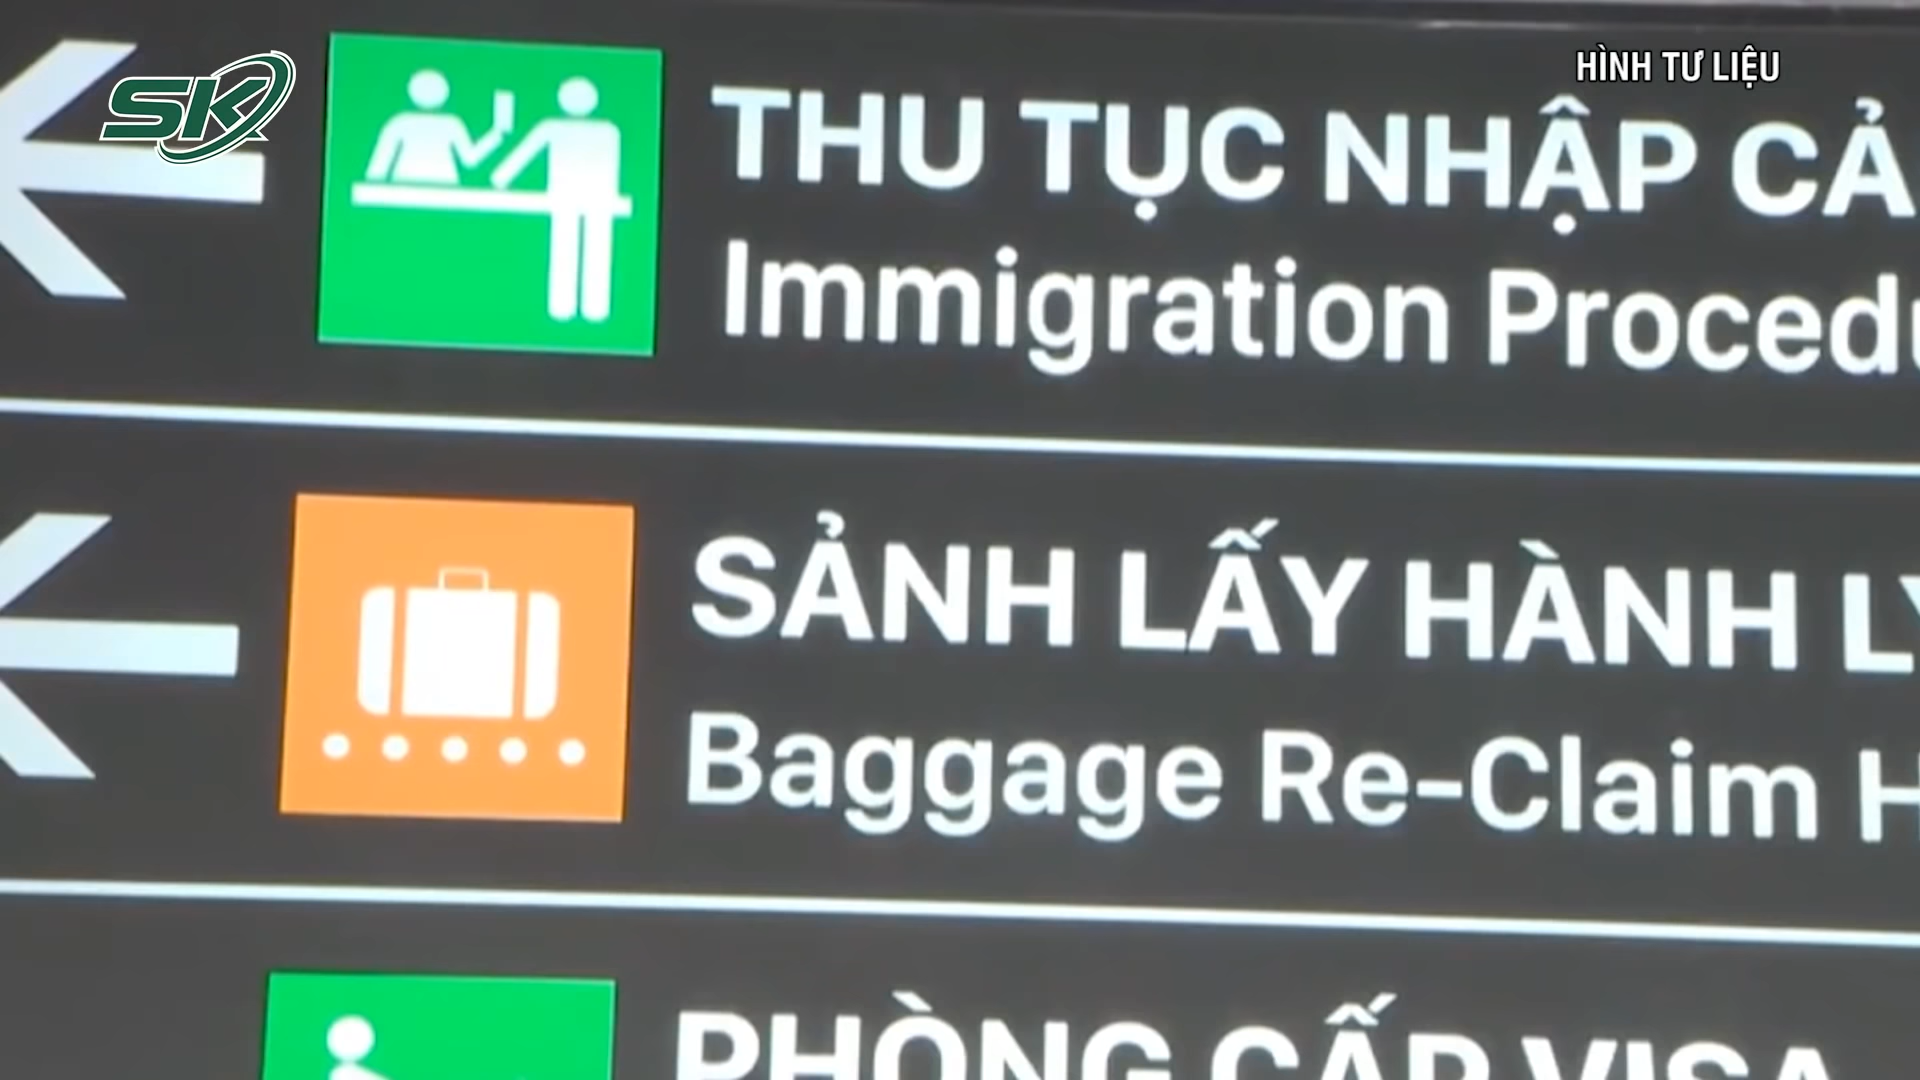 SK
HÌNH TƯ LIỆU
THU TỤC NHẬP CẢ
Immigration Procedu
SẢNH LẤY HÀNH LÝ
Baggage Re-Claim H
PHÒNG CẤP VISA